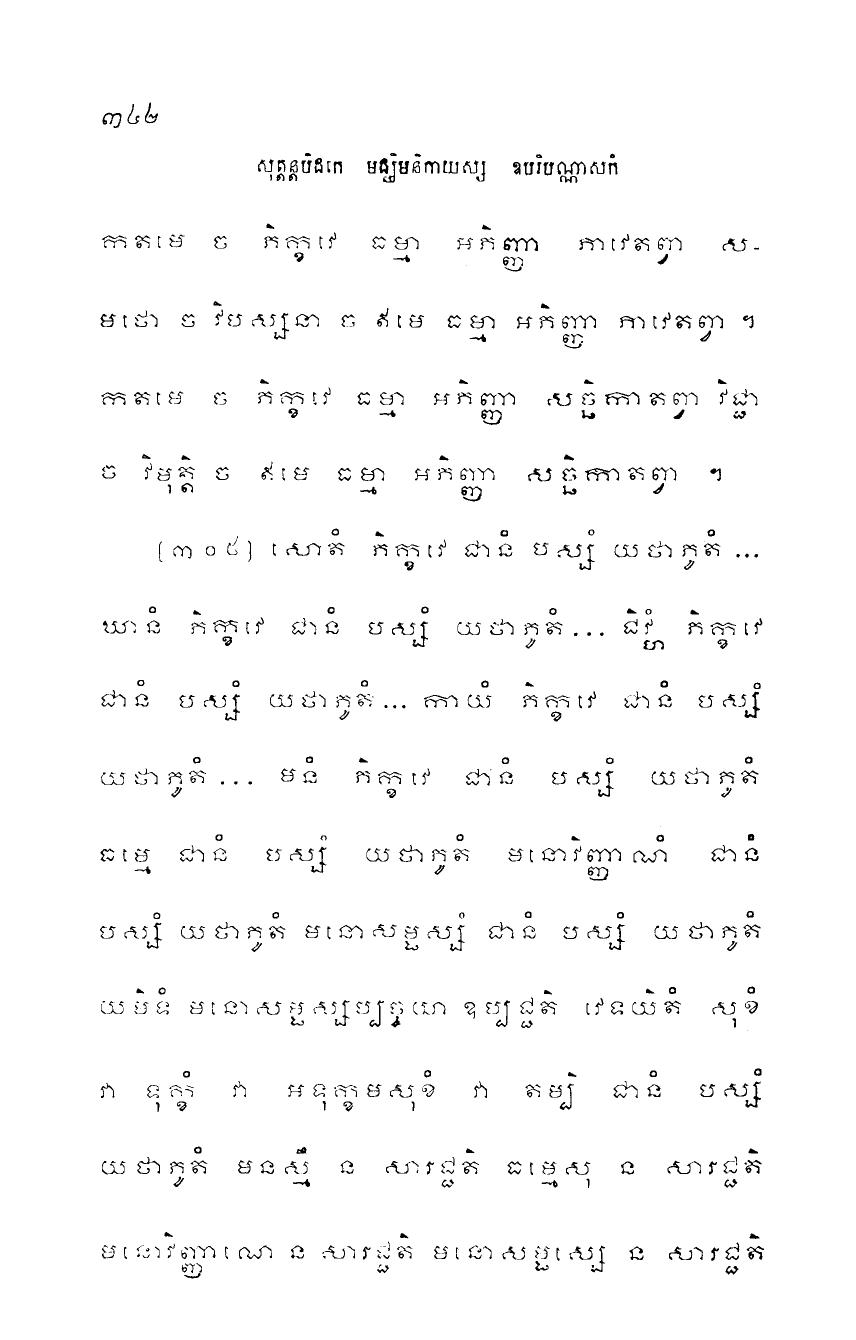 ៣៤២
សុត្តន្តបិដកេ មជ្ឈិមនិកាយស្ស ឧបរិបណ្ណាសកំ
កតមេ ច ភិក្ខវេ ធម្មា អភិញ្ញា ភាវេតព្វា ស-
មថោ ច វិបស្សនា ច ឥមេ ធម្មា អភិញ្ញា ភាវេតព្វា ។
កតមេ ច ភិក្ខវេ ធម្មា អភិញ្ញា សច្ឆិកាតព្វា វិជ្ជា
ច វិមុត្តិ ច ឥមេ ធម្មា អភិញ្ញា សច្ឆិកាតព្វា ។
[៣០៥] សោតំ ភិក្ខវេ ជានំ បស្សំ យថាភូតំ ...
ឃានំ ភិក្ខវេ ជានំ បស្សំ យថាភូតំ ... ជិវ្ហំ ភិក្ខវេ
ជានំ បស្សំ យថាភូតំ ... កាយំ ភិក្ខវេ ជានំ បស្សំ
យថាភូតំ ... មនំ ភិក្ខវេ ជានំ បស្សំ យថាភូតំ
ធម្មេ ជានំ បស្សំ យថាភូតំ មនោវិញ្ញាណំ ជានំ
បស្សំ យថាភូតំ មនោសម្ផស្សំ ជានំ បស្សំ យថាភូតំ
យមិទំ មនោសម្ផស្សប្បច្ចយា ឧប្បជ្ជតិ វេទយិតំ សុខំ
វា ទុក្ខំ វា អទុក្ខមសុខំ វា តម្បិ ជានំ បស្សំ
យថាភូតំ មនស្មឹ ន សារជ្ជតិ ធម្មេសុ ន សារជ្ជតិ
មនោវិញ្ញាណេ ន សារជ្ជតិ មនោសម្ផស្សេ ន សារជ្ជតិ